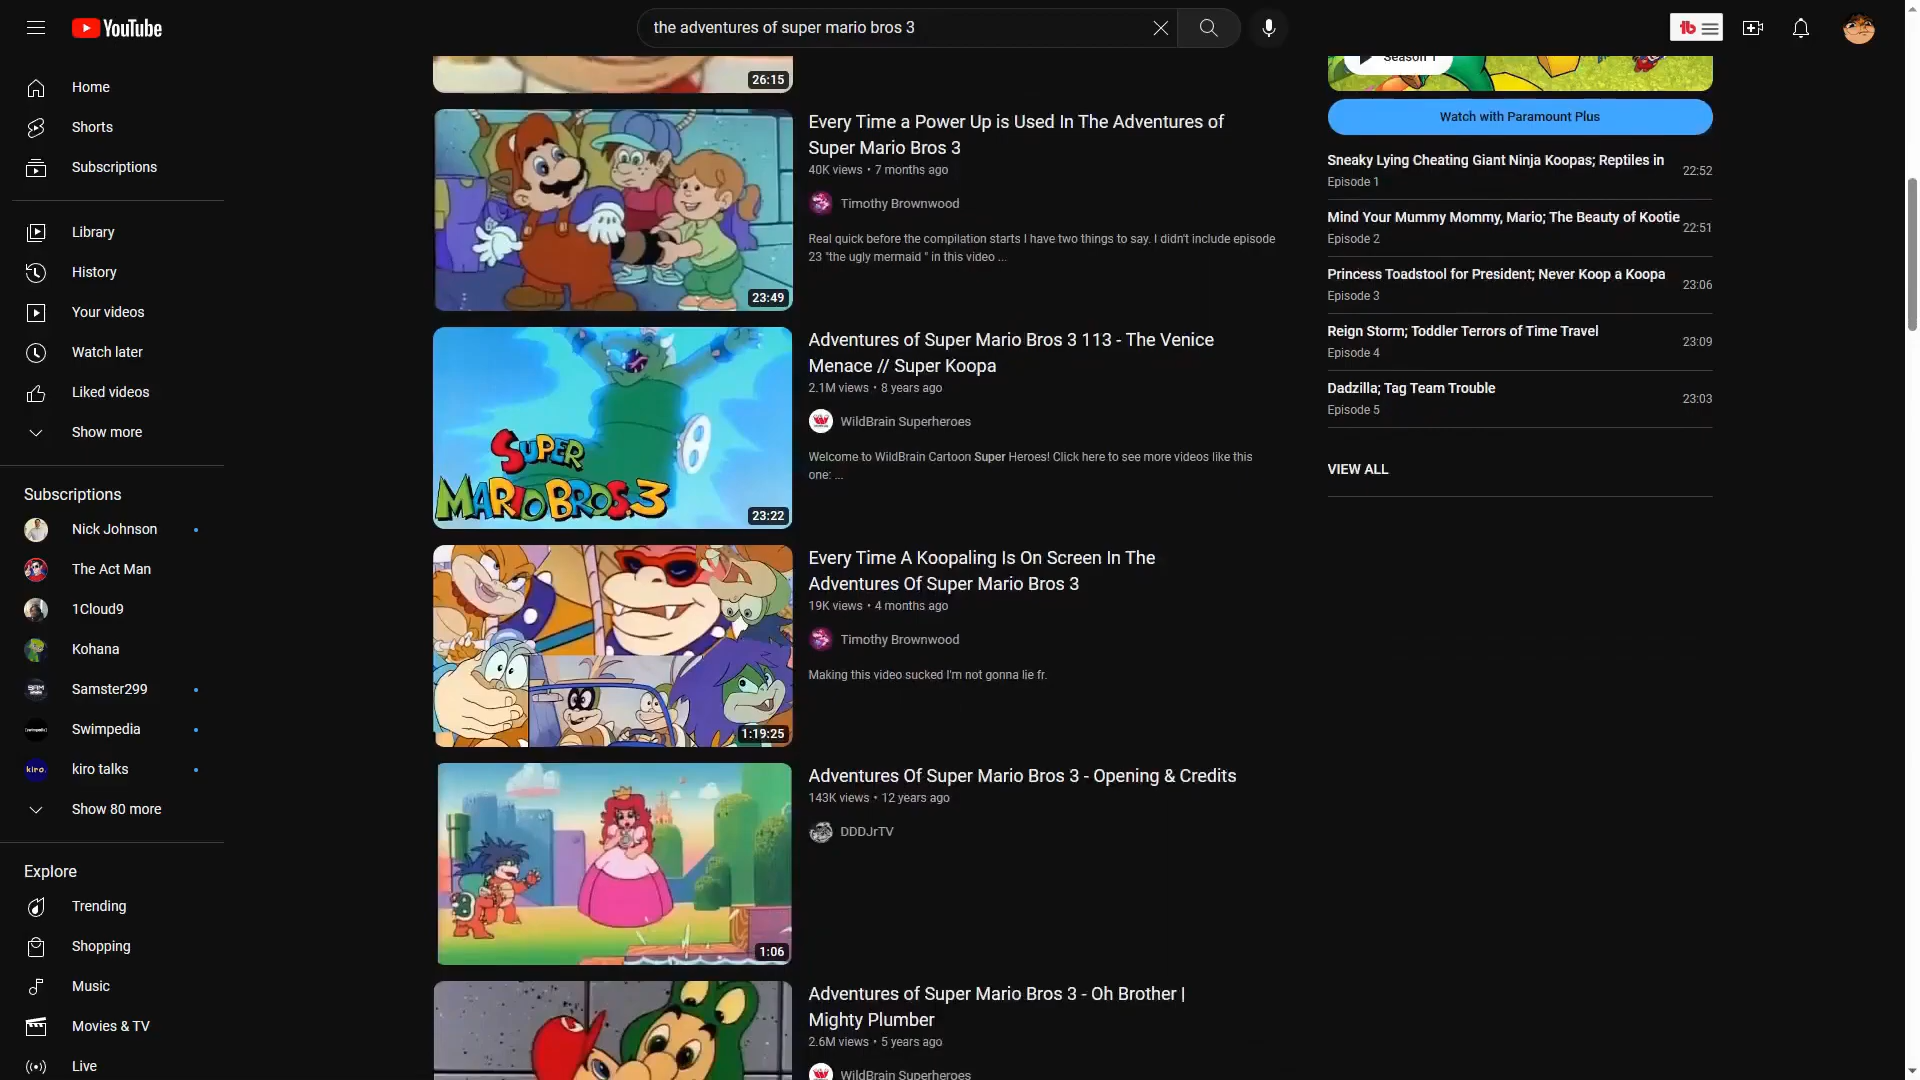 YouTube
the adventures of super mario bros 3
tb
Home
Shorts
Subscriptions
Library
History
Your videos
Watch later
Liked videos
Show more
Subscriptions
Nick Johnson
The Act Man
1Cloud9
Kohana
Samster299
Swimpedia
kiro talks
kiro.
Show 80 more
Explore
Trending
Shopping
Music
Movies & TV
Live
26:15
Every Time a Power Up is Used In The Adventures of
Super Mario Bros 3
40K views • 7 months ago
Timothy Brownwood
Real quick before the compilation starts I have two things to say. I didn't include episode
23 "the ugly mermaid " in this video ...
23:49
Adventures of Super Mario Bros 3 113 - The Venice
Menace // Super Koopa
2.1M views • 8 years ago
WildBrain Superheroes
Welcome to WildBrain Cartoon Super Heroes! Click here to see more videos like this
one: ...
SUPER
MARIO BROS. 3
23:22
Every Time A Koopaling Is On Screen In The
Adventures Of Super Mario Bros 3
19K views • 4 months ago
Timothy Brownwood
Making this video sucked I'm not gonna lie fr.
1:19:25
Adventures Of Super Mario Bros 3 - Opening & Credits
143K views • 12 years ago
DDDJrTV
1:06
Adventures of Super Mario Bros 3 - Oh Brother |
Mighty Plumber
2.6M views • 5 years ago
WildBrain Superheroes
Season 1
Watch with Paramount Plus
Sneaky Lying Cheating Giant Ninja Koopas; Reptiles in
Episode 1
22:52
Mind Your Mummy Mommy, Mario; The Beauty of Kootie
Episode 2
22:51
Princess Toadstool for President; Never Koop a Koopa
Episode 3
23:06
Reign Storm; Toddler Terrors of Time Travel
Episode 4
23:09
Dadzilla; Tag Team Trouble
Episode 5
23:03
VIEW ALL